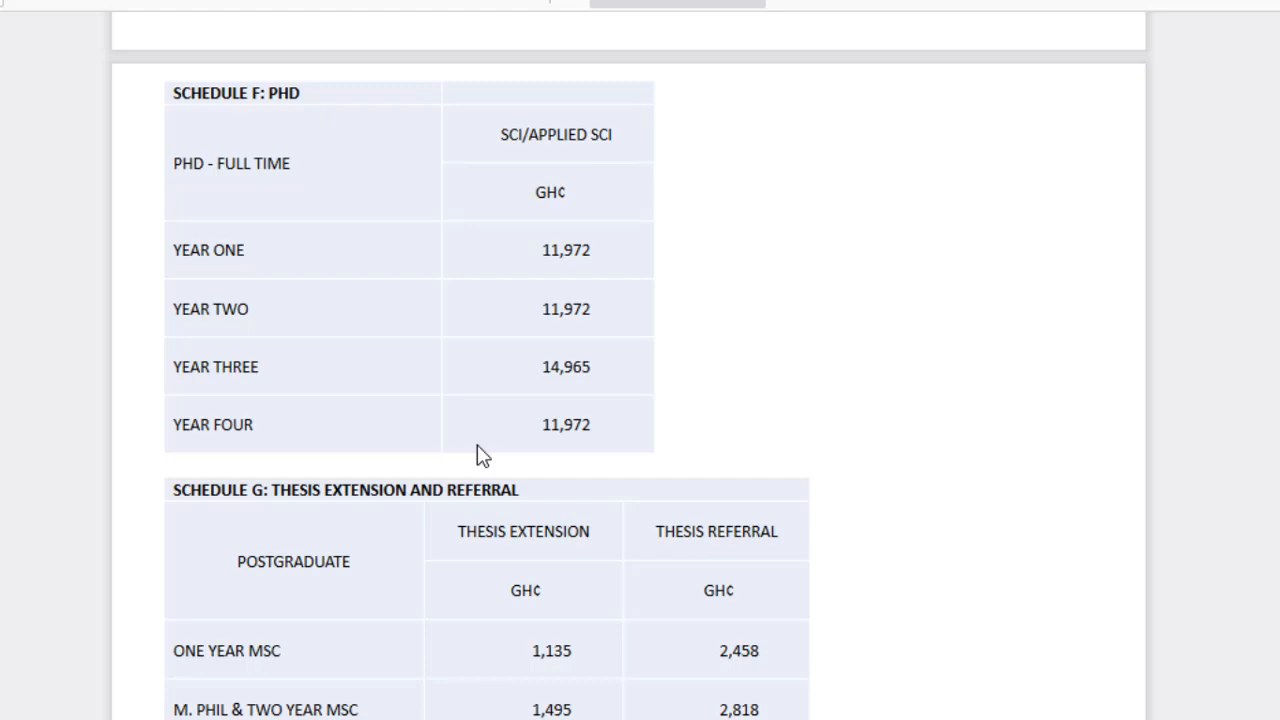 SCHEDULE F: PHD
PHD - FULL TIME
SCI/APPLIED SCI
GH¢
YEAR ONE 11,972
YEAR TWO 11,972
YEAR THREE 14,965
YEAR FOUR 11,972
SCHEDULE G: THESIS EXTENSION AND REFERRAL
POSTGRADUATE
THESIS EXTENSION THESIS REFERRAL
GH¢ GH¢
ONE YEAR MSC 1,135 2,458
M. PHIL & TWO YEAR MSC 1,495 2,818